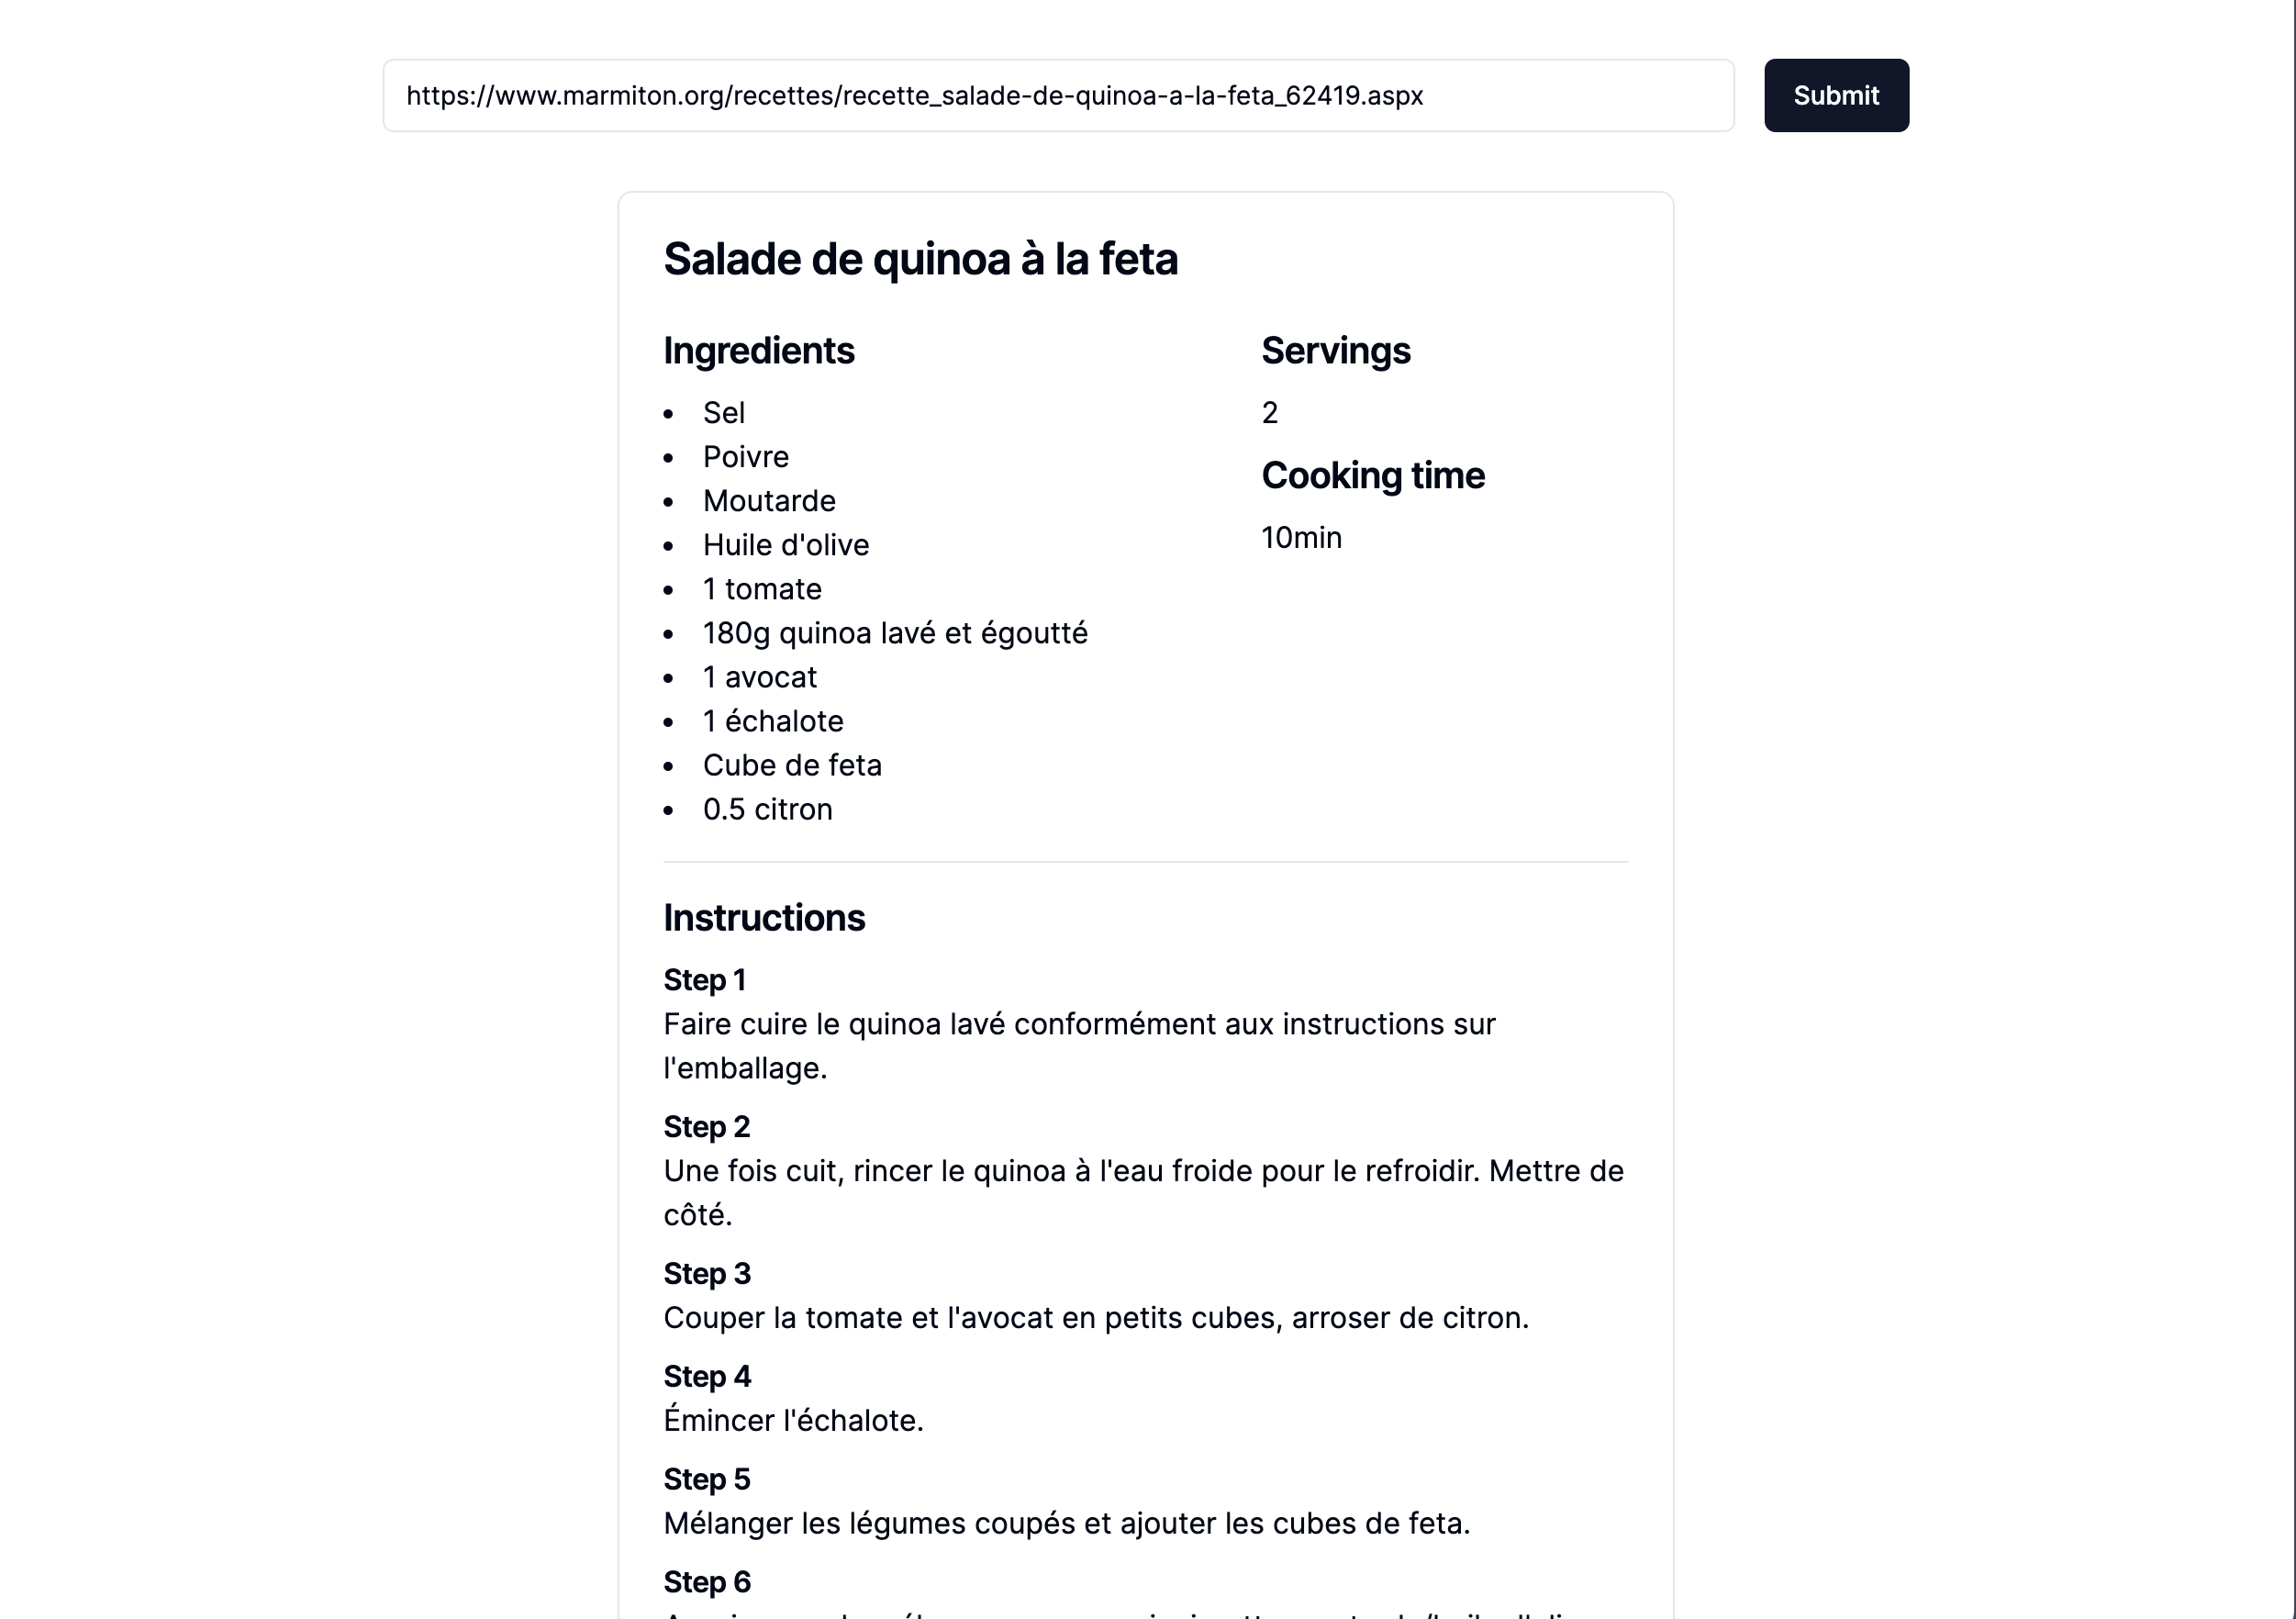 https://www.marmiton.org/recettes/recette_salade-de-quinoa-a-la-feta_62419.aspx
Submit
Salade de quinoa à la feta
Ingredients
Sel
Poivre
Moutarde
Huile d'olive
1 tomate
180g quinoa lavé et égoutté
1 avocat
1 échalote
Cube de feta
0.5 citron
Servings
2
Cooking time
10min
Instructions
Step 1
Faire cuire le quinoa lavé conformément aux instructions sur
l'emballage.
Step 2
Une fois cuit, rincer le quinoa à l'eau froide pour le refroidir. Mettre de
côté.
Step 3
Couper la tomate et l'avocat en petits cubes, arroser de citron.
Step 4
Émincer l'échalote.
Step 5
Mélanger les légumes coupés et ajouter les cubes de feta.
Step 6